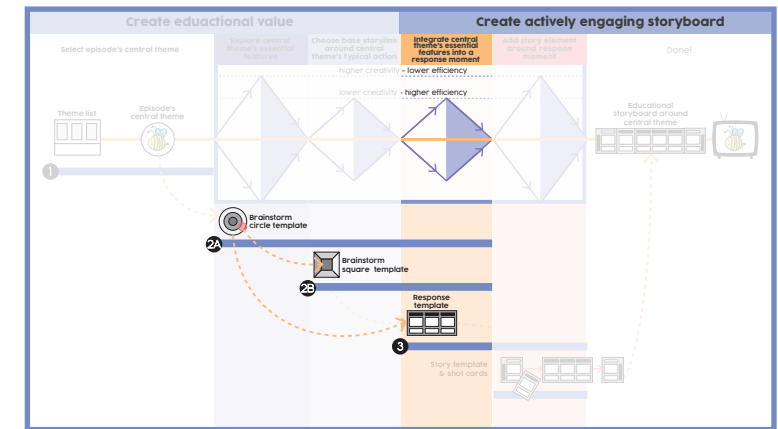 Create eduactional value
Create actively engaging storyboard
Select episode's central theme
Explore central
theme's essential
features
Choose base storyline
around central
theme's typical action
Integrate central
theme's essential
features into a
response moment
Add story element
around respons
moment
Done!
higher creativity - lower efficiency
lower creativity - higher efficiency
Theme list
Episode's
central theme
Educational
storyboard around
central theme
1
Brainstorm
circle template
2A
Brainstorm
square template
2B
Response
template
3
Story template
& shot cards